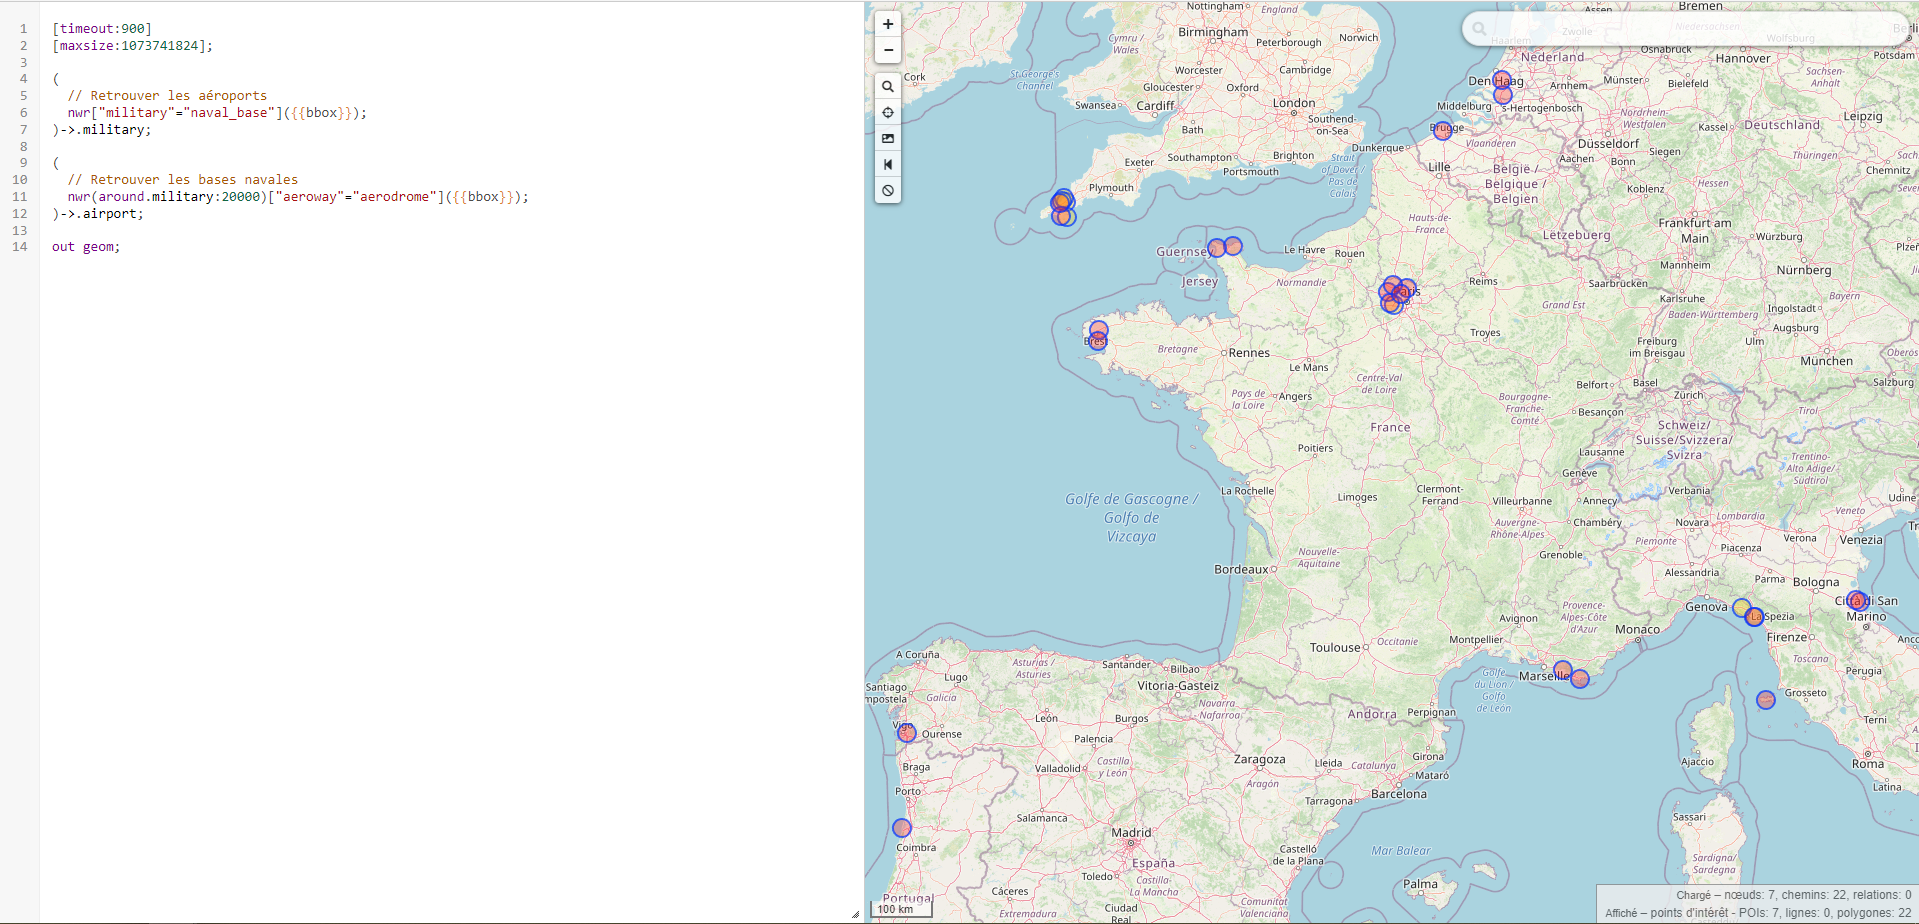 1 [timeout:900]
2 [maxsize:1073741824];
3
4 (
5 // Retrouver les aéroports
6 nwr["military"="naval_base"]({{bbox}});
7 )->.military;
8
9 (
10 // Retrouver les bases navales
11 nwr(around.military:20000)["aeroway"="aerodrome"]({{bbox}});
12 )->.airport;
13
14 out geom;
+
−
Nottingham
England
Assen
Bremen
Birmingham
Peterborough
Norwich
Haarlem
Zwolle
Niedersachsen
Wolfsburg
Cymru / Wales
Cork
St George's Channel
Worcester
Cambridge
Gloucester
Oxford
Swansea
Cardiff
London
Southend-on-Sea
Bath
Exeter
Southampton
Brighton
Portsmouth
Plymouth
Strait of Dover / Pas de Calais
Den Haag
Nederland
Arnhem
Middelburg
's-Hertogenbosch
Brugge
Vlaanderen
Dunkerque
Lille
België / Belgique / Belgien
Osnabrück
Hannover
Potsdam
Münster
Bielefeld
Sachsen-Anhalt
Nordrhein-Westfalen
Kassel
Deutschland
Leipzig
Düsseldorf
Aachen
Bonn
Siegen
Thüringen
Chemnitz
Koblenz
Hessen
Frankfurt am Main
Lëtzebuerg
Würzburg
Mannheim
Nürnberg
Saarbrücken
Karlsruhe
Bayern
Baden-Württemberg
Ingolstadt
Augsburg
Ulm
München
Freiburg im Breisgau
Salzburg
Guernsey
Jersey
Le Havre
Rouen
Hauts-de-France
Normandie
Paris
Reims
Grand Est
Troyes
Brest
Bretagne
Rennes
Le Mans
Centre-Val de Loire
Pays de la Loire
Angers
Bourgogne-Franche-Comté
Belfort
Basel
Besançon
Zürich
France
Schweiz/ Suisse/Svizzera/ Svizra
Tirol
Poitiers
Lausanne
Genève
Trentino-Alto Adige/ Südtirol
La Rochelle
Limoges
Clermont-Ferrand
Villeurbanne
Annecy
Verbania
Chambéry
Novara
Lombardia
Verona
Veneto
Udine
Venezia
Golfe de Gascogne / Golfo de Vizcaya
Auvergne-Rhône-Alpes
Nouvelle-Aquitaine
Grenoble
Piemonte
Piacenza
Bordeaux
Alessandria
Parma
Bologna
Genova
La Spezia
Città di San Marino
Avignon
Provence-Alpes-Côte d'Azur
Monaco
Firenze
Toulouse
Occitanie
Montpellier
Marseille
Toscana
Perugia
Golfe du Lion / Golfo de León
Grosseto
Terni
A Coruña
Asturias / Asturies
Santander
Bilbao
Lugo
Santiago
Galicia
Vitoria-Gasteiz
Navarra Nafarroa
Andorra
Perpignan
León
Burgos
Vigo
Ourense
Palencia
Girona
Zaragoza
Lleida
Catalunya
Mataró
Ajaccio
Roma
Braga
Valladolid
Castilla y León
Aragón
Barcelona
Latina
Porto
Tarragona
Salamanca
Sassari
Coimbra
Madrid
Castelló de la Plana
Mar Balear
España
Sardigna/
Toledo
Castilla-La Mancha
Palma
Cáceres
Portugal
Extremadura
Ciudad Real
Comunitat Valenciana
100 km
Chargé – nœuds: 7, chemins: 22, relations: 0
Affiché – points d'intérêt - POIs: 7, lignes: 0, polygones: 22